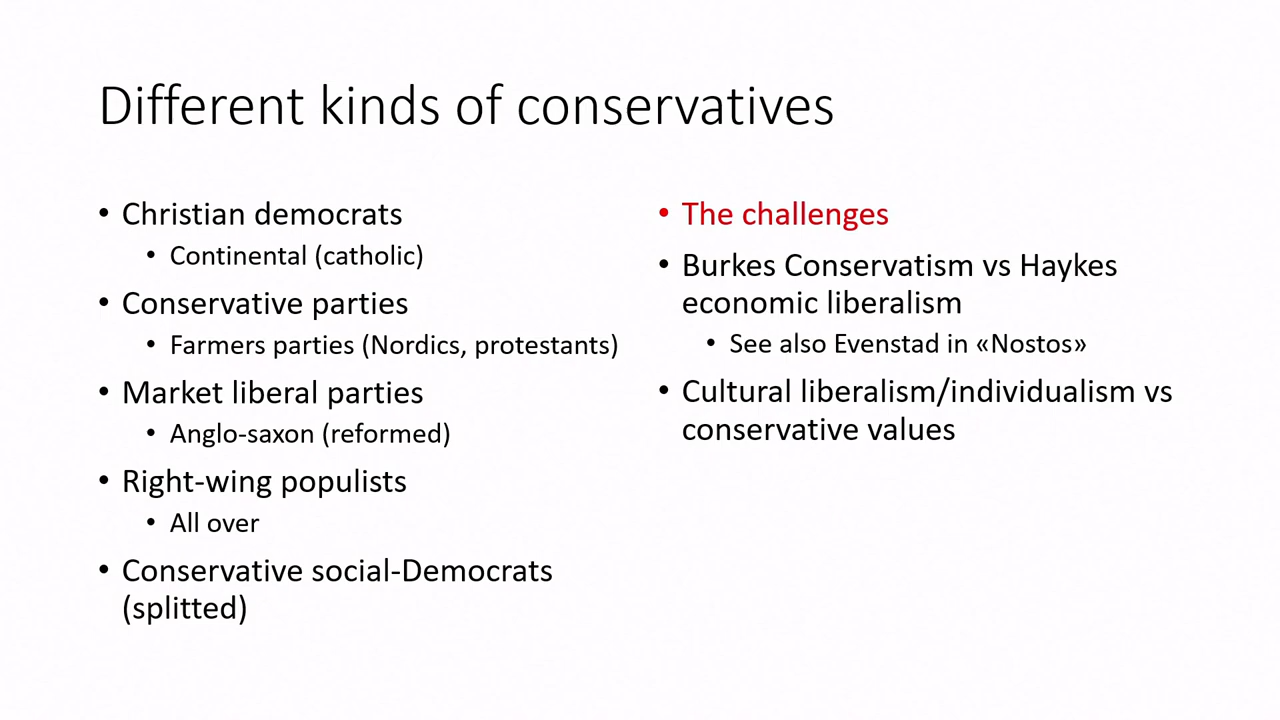 Different kinds of conservatives
• Christian democrats
• Continental (catholic)
• Conservative parties
• Farmers parties (Nordics, protestants)
• Market liberal parties
• Anglo-saxon (reformed)
• Right-wing populists
• All over
• Conservative social-Democrats
(splitted)
• The challenges
• Burkes Conservatism vs Haykes
economic liberalism
• See also Evenstad in «Nostos»
• Cultural liberalism/individualism vs
conservative values